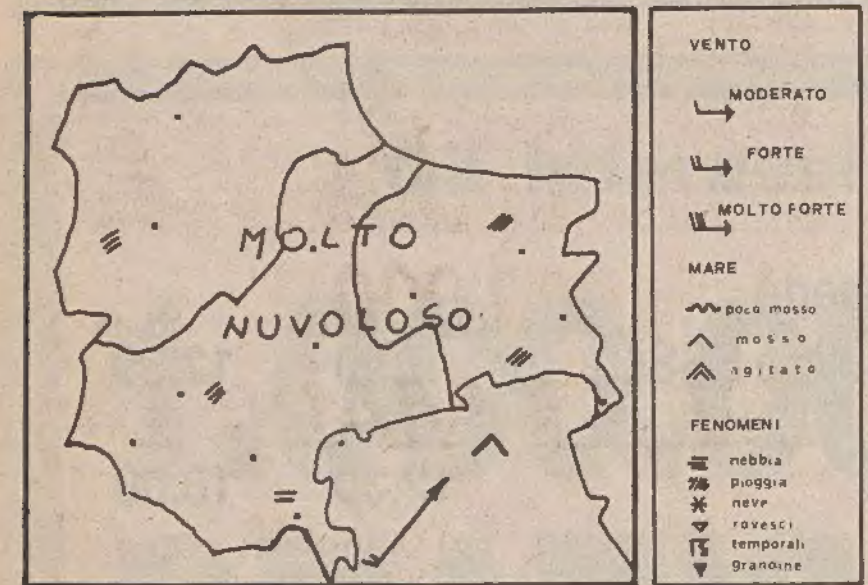 MOLTO
NUVOLOSO
VENTO
MODERATO
FORTE
MOLTO FORTE
MARE
poco mosso
mosso
agitato
FENOMENI
nebbia
pioggia
neve
rovesci
temporali
grandine